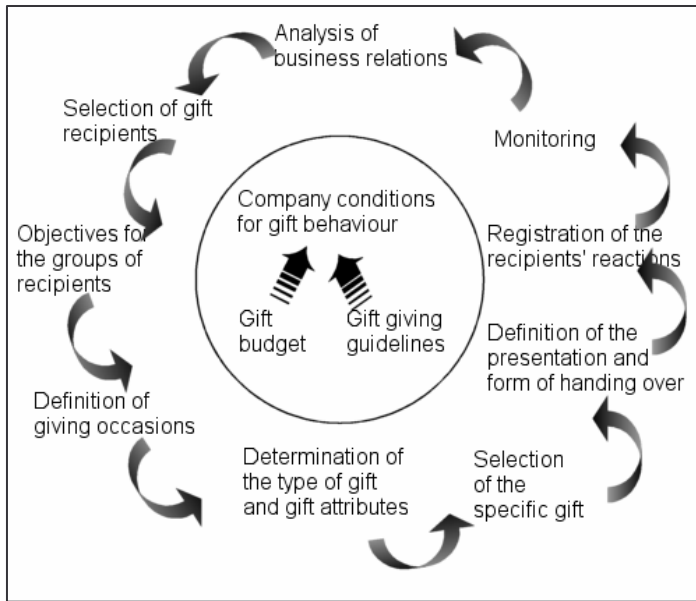 Analysis of
business relations
Selection of gift
recipients
Objectives for
the groups of
recipients
Definition of
giving occasions
Determination of
the type of gift
and gift attributes
Selection
of the
specific gift
Definition of the
presentation and
form of handing over
Registration of the
recipients' reactions
Monitoring
Company conditions
for gift behaviour
Gift
budget
Gift giving
guidelines